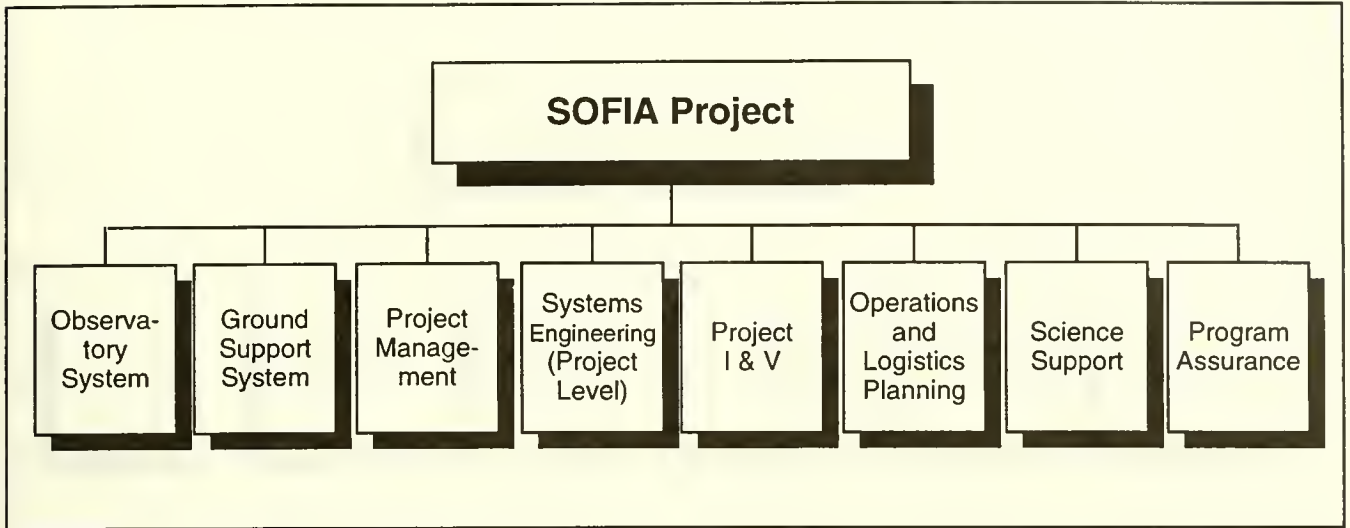 SOFIA Project
Observa-
tory
System
Ground
Support
System
Project
Manage-
ment
Systems
Engineering
(Project
Level)
Project
I & V
Operations
and
Logistics
Planning
Science
Support
Program
Assurance